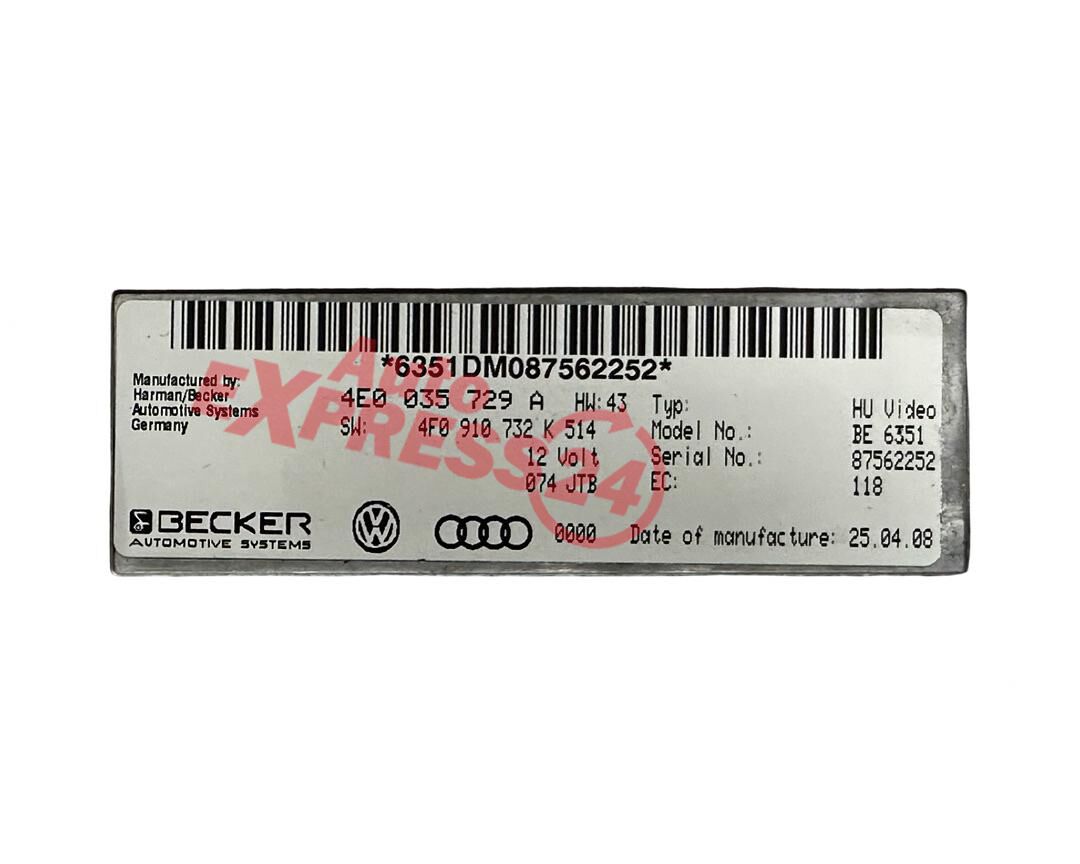 *6351DM087562252*
Manufactured by:
Harman/Becker
Automotive Systems
Germany
4E0 035 729 A HW:43 Typ: HU Video
SW: 4F0 910 732 K 514 Model No.: BE 6351
12 Volt Serial No.: 87562252
074 JTB EC: 118
BECKER
AUTOMOTIVE SYSTEMS
VW
0000 Date of manufacture: 25.04.08
Auto
EXPRESS24